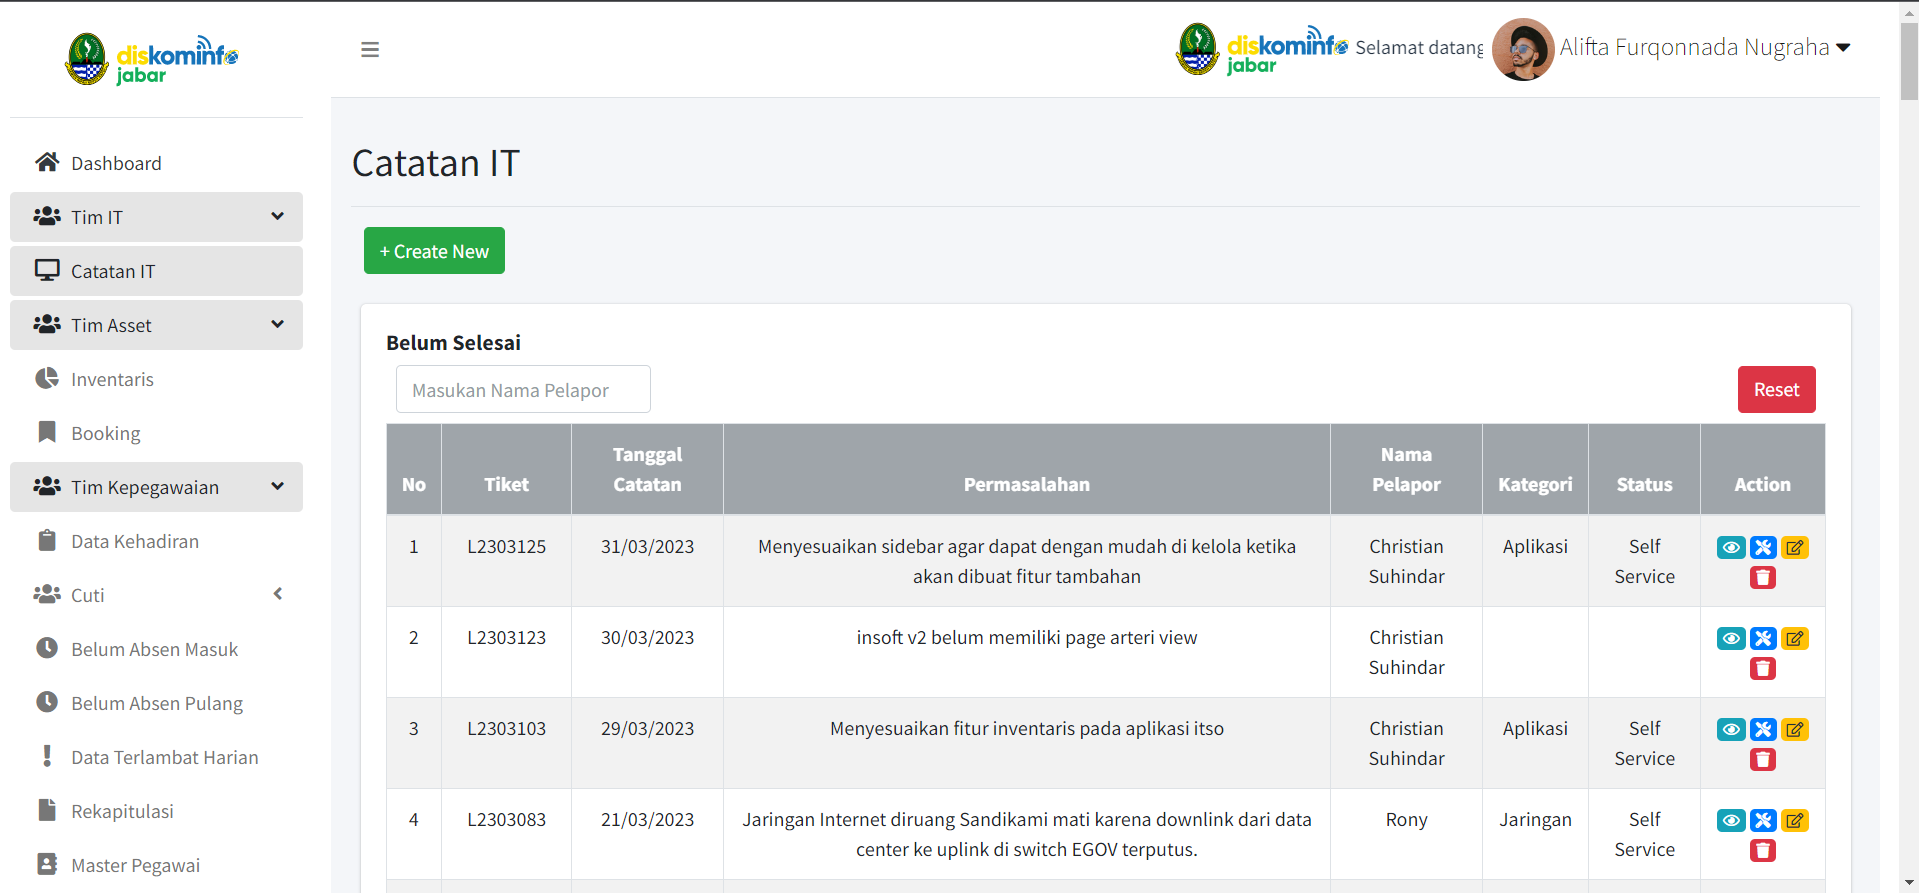 diskominfo
jabar
Dashboard
Tim IT
Catatan IT
Tim Asset
Inventaris
Booking
Tim Kepegawaian
Data Kehadiran
Cuti
Belum Absen Masuk
Belum Absen Pulang
Data Terlambat Harian
Rekapitulasi
Master Pegawai
diskominfo
jabar
Selamat datang
Alifta Furqonnada Nugraha
Catatan IT
+ Create New
Belum Selesai
Masukan Nama Pelapor
Reset
No Tiket Tanggal Catatan Permasalahan Nama Pelapor Kategori Status Action
1 L2303125 31/03/2023 Menyesuaikan sidebar agar dapat dengan mudah di kelola ketika Christian Aplikasi Self
akan dibuat fitur tambahan Suhindar Service
2 L2303123 30/03/2023 insoft v2 belum memiliki page arteri view Christian
Suhindar
3 L2303103 29/03/2023 Menyesuaikan fitur inventaris pada aplikasi itso Christian Aplikasi Self
Suhindar Service
4 L2303083 21/03/2023 Jaringan Internet diruang Sandikami mati karena downlink dari data Rony Jaringan Self
center ke uplink di switch EGOV terputus. Service